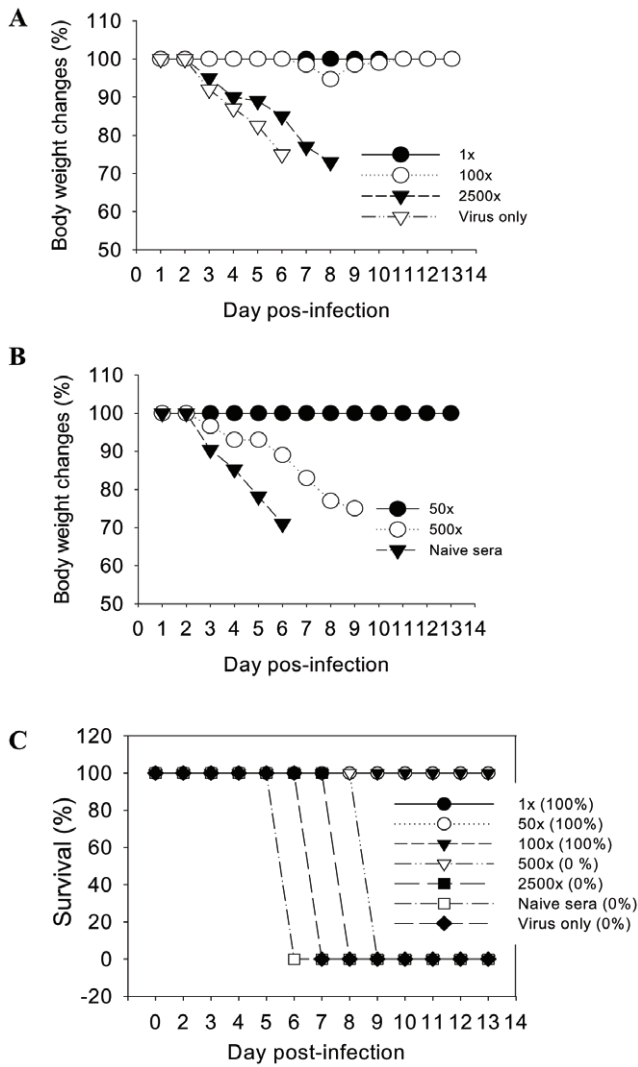 A
Body weight changes (%)
110
100
90
80
70
60
50
1x
100x
2500x
Virus only
0 1 2 3 4 5 6 7 8 9 10 11 12 13 14
Day pos-infection
B
Body weight changes (%)
110
100
90
80
70
60
50
50x
500x
Naive sera
0 1 2 3 4 5 6 7 8 9 10 11 12 13 14
Day pos-infection
C
Survival (%)
120
100
80
60
40
20
0
-20
1x (100%)
50x (100%)
100x (100%)
500x (0 %)
2500x (0%)
Naive sera (0%)
Virus only (0%)
0 1 2 3 4 5 6 7 8 9 10 11 12 13 14
Day post-infection